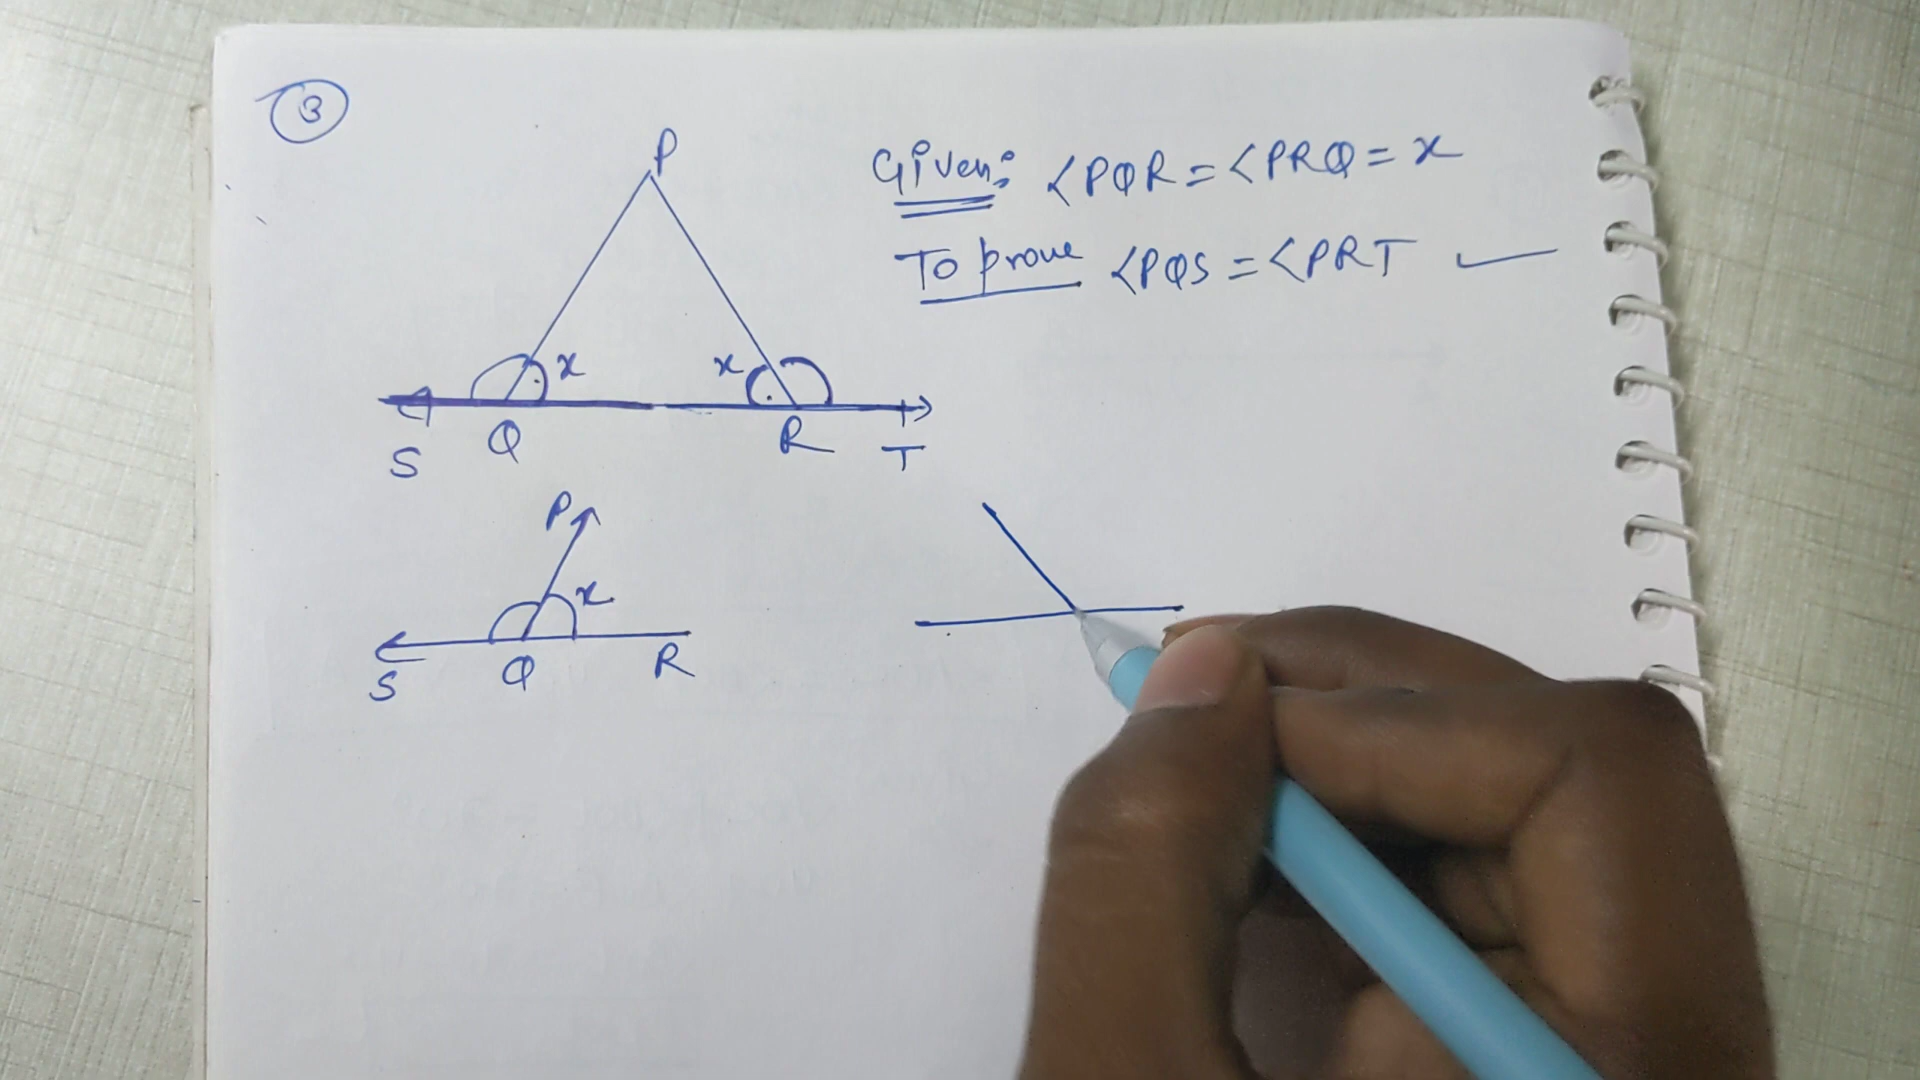 3
P
Given: ∠PQR = ∠PRQ = x
To prove ∠PQS = ∠PRT
x x
S Q R T
P
x
S Q R